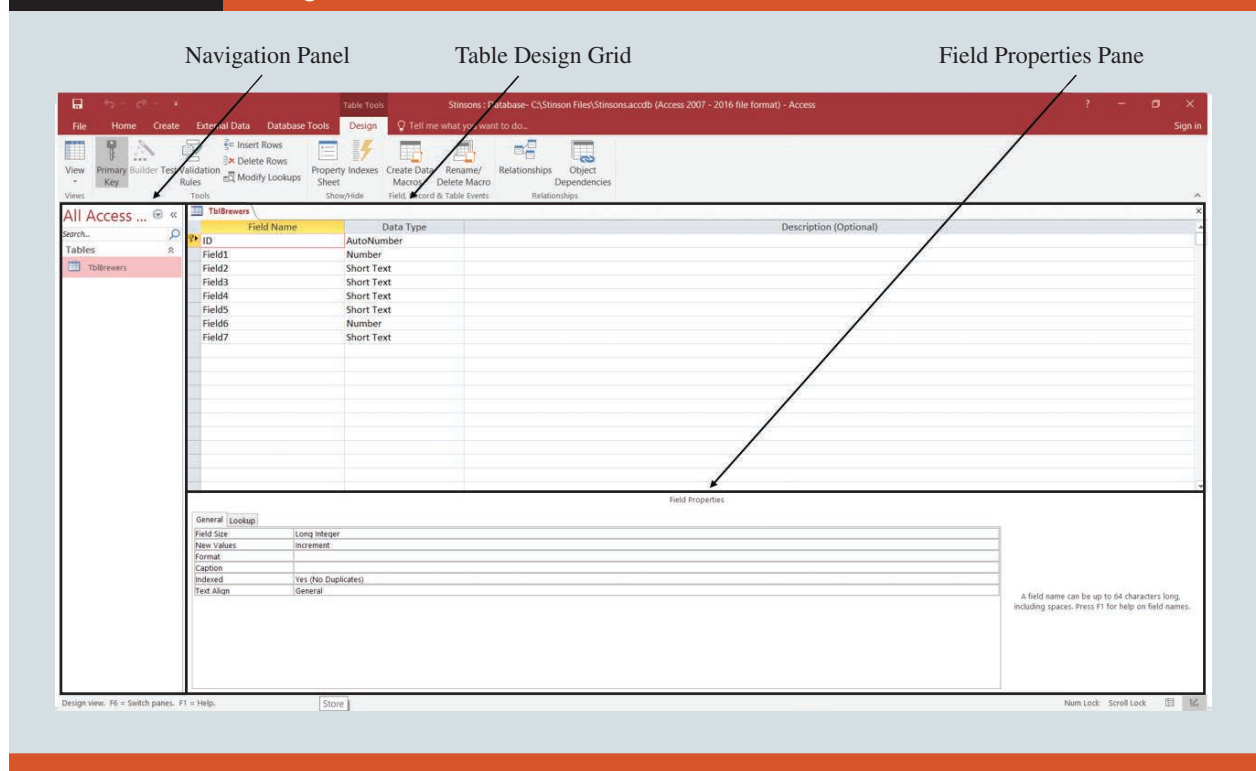 Navigation Panel Table Design Grid Field Properties Pane
Table Tools Stinsons : Database- C:\Stinson Files\Stinsons.accdb (Access 2007 - 2016 file format) - Access ? 
File Home Create External Data Database Tools Design Tell me what you want to do... Sign in
View Primary Key Builder Test Validation Rules Insert Rows Delete Rows Modify Lookups Property Sheet Indexes Create Data Macros Rename/ Delete Macro Relationships Object Dependencies
Views Tools Show/Hide Field, Record & Table Events Relationships
All Access ... « TblBrewers
Search... Field Name Data Type Description (Optional)
Tables ID AutoNumber
TblBrewers Field1 Number
Field2 Short Text
Field3 Short Text
Field4 Short Text
Field5 Short Text
Field6 Number
Field7 Short Text
Field Properties
General Lookup
Field Size Long Integer
New Values Increment
Format
Caption
Indexed Yes (No Duplicates)
Text Align General
A field name can be up to 64 characters long,
including spaces. Press F1 for help on field names.
Design view. F6 = Switch panes. F1 = Help. Store Num Lock Scroll Lock